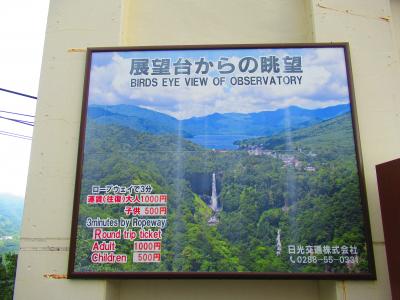 展望台からの眺望
BIRDS EYE VIEW OF OBSERVATORY
ロープウェイで3分
運賃(往復)大人1000円
子供 500円
3minutes by Ropeway
Round trip ticket
Adult 1000円
Children 500円
日光交通株式会社
0288-55-0331